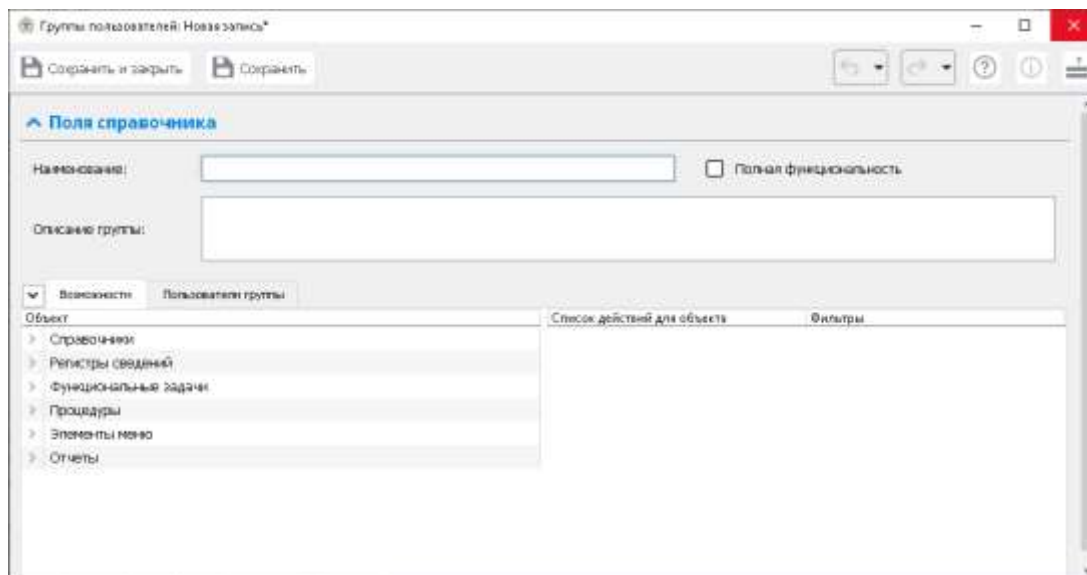 Группы пользователей: Новая запись*
Сохранить и закрыть Сохранить
Поля справочника
Наименование: Полная функциональность
Описание группы:
Возможности Пользователи группы
Объект Список действий для объекта Фильтры
Справочники
Регистры сведений
Функциональные задачи
Процедуры
Элементы меню
Отчеты